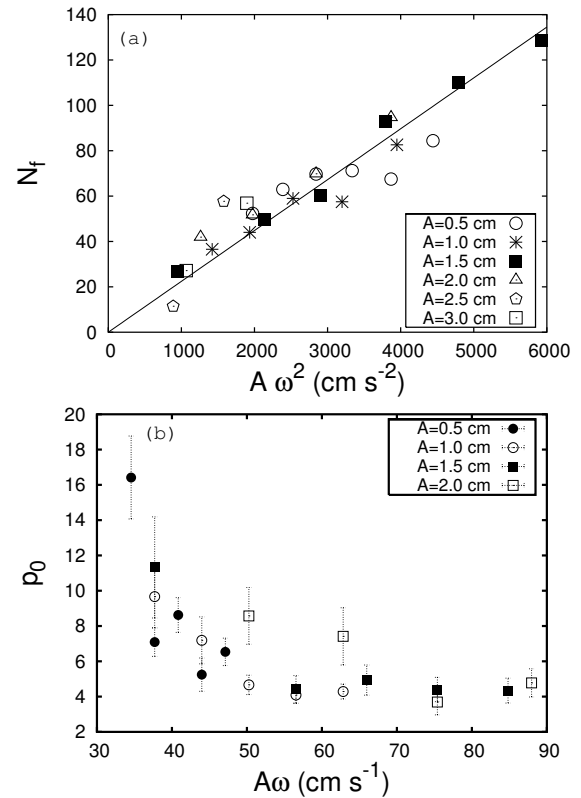 140
120
100
80
60
40
20
0
(a)
N_f
A=0.5 cm
A=1.0 cm
A=1.5 cm
A=2.0 cm
A=2.5 cm
A=3.0 cm
0 1000 2000 3000 4000 5000 6000
A ω² (cm s⁻²)
20
18
16
14
12
10
8
6
4
2
(b)
p₀
A=0.5 cm
A=1.0 cm
A=1.5 cm
A=2.0 cm
30 40 50 60 70 80 90
Aω (cm s⁻¹)